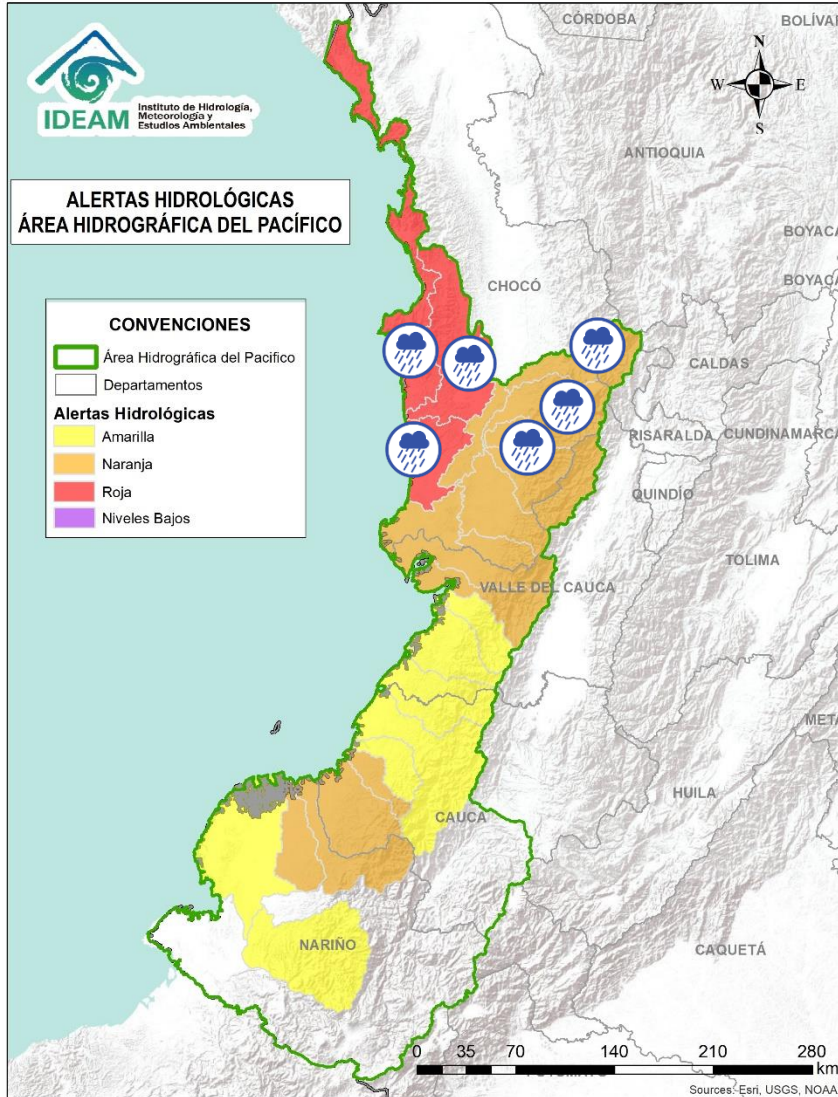 CÓRDOBA
BOLÍVAR
N
W
E
S
IDEAM
Instituto de Hidrología,
Meteorología y
Estudios Ambientales
ANTIOQUIA
ALERTAS HIDROLÓGICAS
ÁREA HIDROGRÁFICA DEL PACÍFICO
BOYACÁ
BOYACÁ
CHOCÓ
CONVENCIONES
Área Hidrográfica del Pacifico
Departamentos
Alertas Hidrológicas
Amarilla
Naranja
Roja
Niveles Bajos
CALDAS
RISARALDA
CUNDINAMARCA
QUINDÍO
TOLIMA
VALLE DEL CAUCA
META
HUILA
CAUCA
NARIÑO
CAQUETÁ
0 35 70 140 210 280
km
Sources: Esri, USGS, NOAA